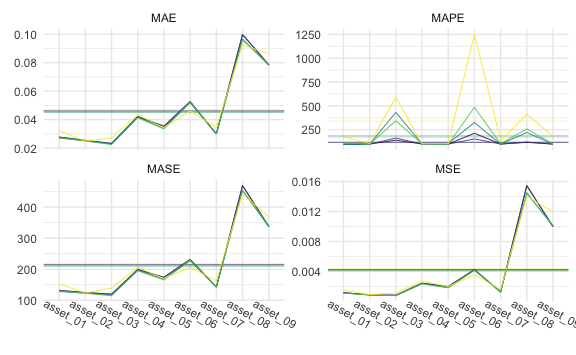 MAE
MAPE
0.10
0.08
0.06
0.04
0.02
1250
1000
750
500
250
MASE
MSE
400
300
200
100
0.016
0.012
0.008
0.004
asset_01
asset_02
asset_03
asset_04
asset_05
asset_06
asset_07
asset_08
asset_09
asset_01
asset_02
asset_03
asset_04
asset_05
asset_06
asset_07
asset_08
asset_09